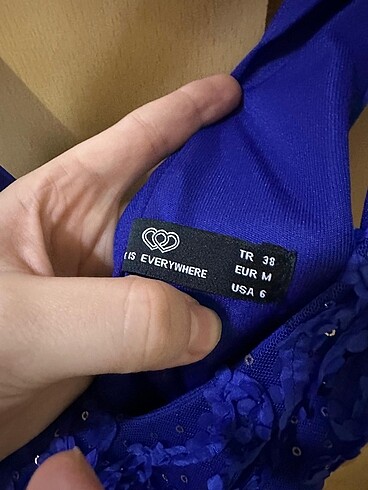 IS EVERYWHERE
TR 38
EUR M
USA 6